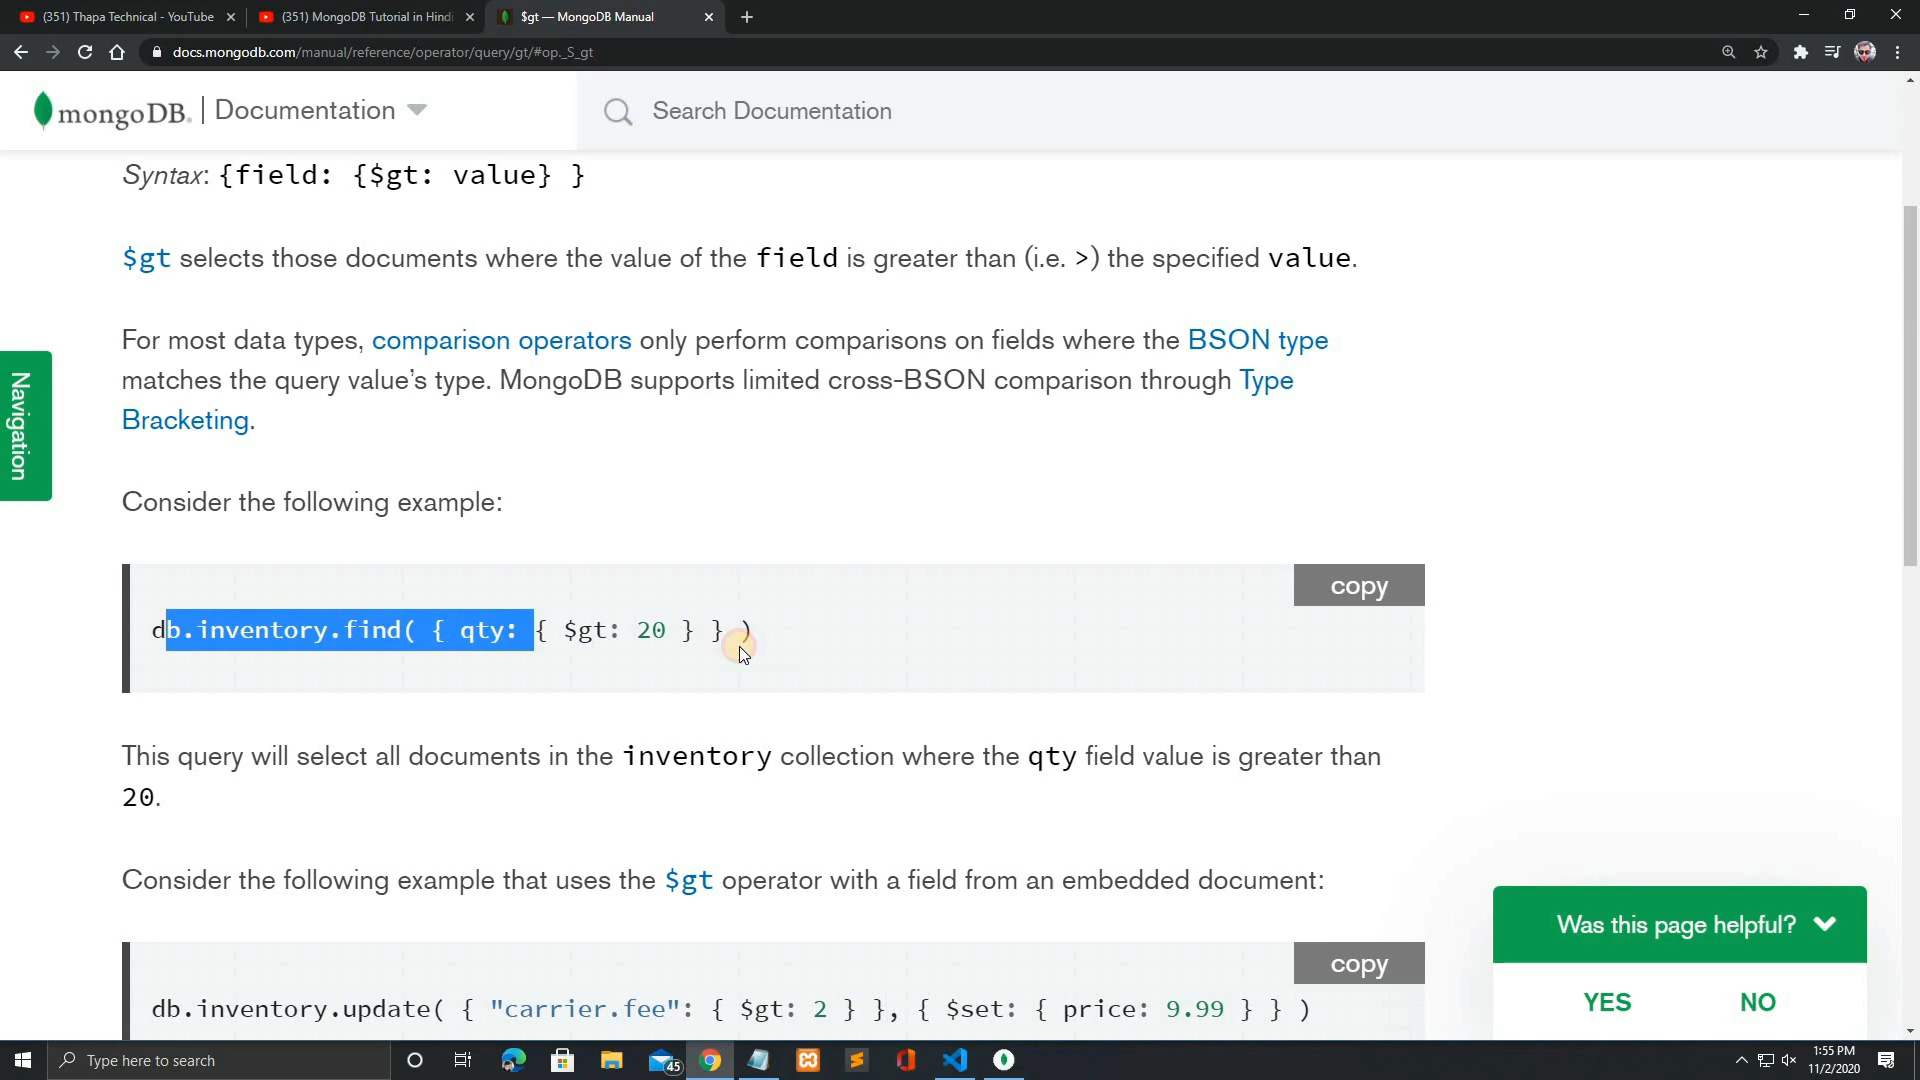 (351) Thapa Technical - YouTube
(351) MongoDB Tutorial in Hindi
$gt — MongoDB Manual
docs.mongodb.com/manual/reference/operator/query/gt/#op._S_gt
mongoDB. | Documentation
Search Documentation
Syntax: {field: {$gt: value} }
$gt selects those documents where the value of the field is greater than (i.e. >) the specified value.
For most data types, comparison operators only perform comparisons on fields where the BSON type
matches the query value's type. MongoDB supports limited cross-BSON comparison through Type
Bracketing.
Navigation
Consider the following example:
copy
db.inventory.find( { qty: { $gt: 20 } } )
This query will select all documents in the inventory collection where the qty field value is greater than
20.
Consider the following example that uses the $gt operator with a field from an embedded document:
Was this page helpful?
copy
db.inventory.update( { "carrier.fee": { $gt: 2 } }, { $set: { price: 9.99 } } )
YES NO
Type here to search
45
1:55 PM
11/2/2020